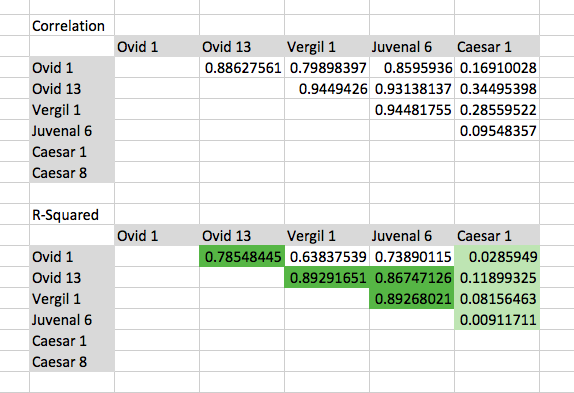 Correlation
Ovid 1 Ovid 13 Vergil 1 Juvenal 6 Caesar 1
Ovid 1 0.88627561 0.79898397 0.8595936 0.16910028
Ovid 13 0.9449426 0.93138137 0.34495398
Vergil 1 0.94481755 0.28559522
Juvenal 6 0.09548357
Caesar 1
Caesar 8
R-Squared
Ovid 1 Ovid 13 Vergil 1 Juvenal 6 Caesar 1
Ovid 1 0.78548445 0.63837539 0.73890115 0.0285949
Ovid 13 0.89291651 0.86747126 0.11899325
Vergil 1 0.89268021 0.08156463
Juvenal 6 0.00911711
Caesar 1
Caesar 8